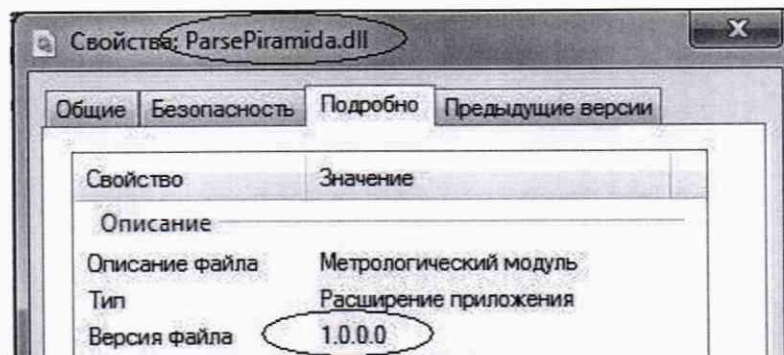 Свойства: ParsePiramida.dll
Общие Безопасность Подробно Предыдущие версии
Свойство Значение
Описание
Описание файла Метрологический модуль
Тип Расширение приложения
Версия файла 1.0.0.0